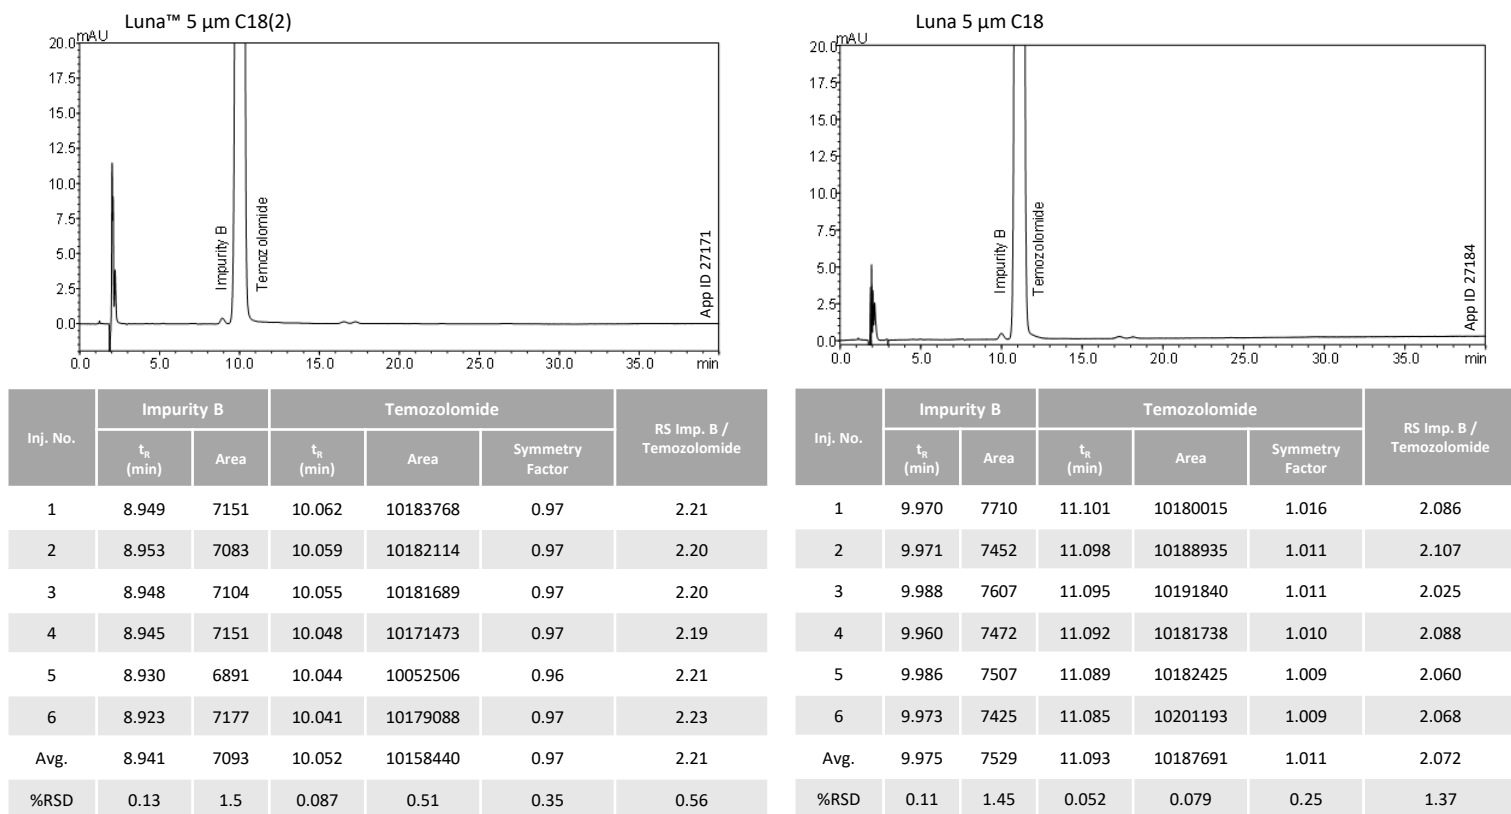 Luna™ 5 µm C18(2)
mAU
20.0
17.5
15.0
12.5
10.0
7.5
5.0
2.5
0.0
Impurity B
Temozolomide
App ID 27171
0.0 5.0 10.0 15.0 20.0 25.0 30.0 35.0 min
Inj. No. Impurity B Temozolomide RS Imp. B / Temozolomide
tR (min) Area tR (min) Area Symmetry Factor
1 8.949 7151 10.062 10183768 0.97 2.21
2 8.953 7083 10.059 10182114 0.97 2.20
3 8.948 7104 10.055 10181689 0.97 2.20
4 8.945 7151 10.048 10171473 0.97 2.19
5 8.930 6891 10.044 10052506 0.96 2.21
6 8.923 7177 10.041 10179088 0.97 2.23
Avg. 8.941 7093 10.052 10158440 0.97 2.21
%RSD 0.13 1.5 0.087 0.51 0.35 0.56
Luna 5 µm C18
mAU
20.0
17.5
15.0
12.5
10.0
7.5
5.0
2.5
0.0
Impurity B
Temozolomide
App ID 27184
0.0 5.0 10.0 15.0 20.0 25.0 30.0 35.0 min
Inj. No. Impurity B Temozolomide RS Imp. B / Temozolomide
tR (min) Area tR (min) Area Symmetry Factor
1 9.970 7710 11.101 10180015 1.016 2.086
2 9.971 7452 11.098 10188935 1.011 2.107
3 9.988 7607 11.095 10191840 1.011 2.025
4 9.960 7472 11.092 10181738 1.010 2.088
5 9.986 7507 11.089 10182425 1.009 2.060
6 9.973 7425 11.085 10201193 1.009 2.068
Avg. 9.975 7529 11.093 10187691 1.011 2.072
%RSD 0.11 1.45 0.052 0.079 0.25 1.37